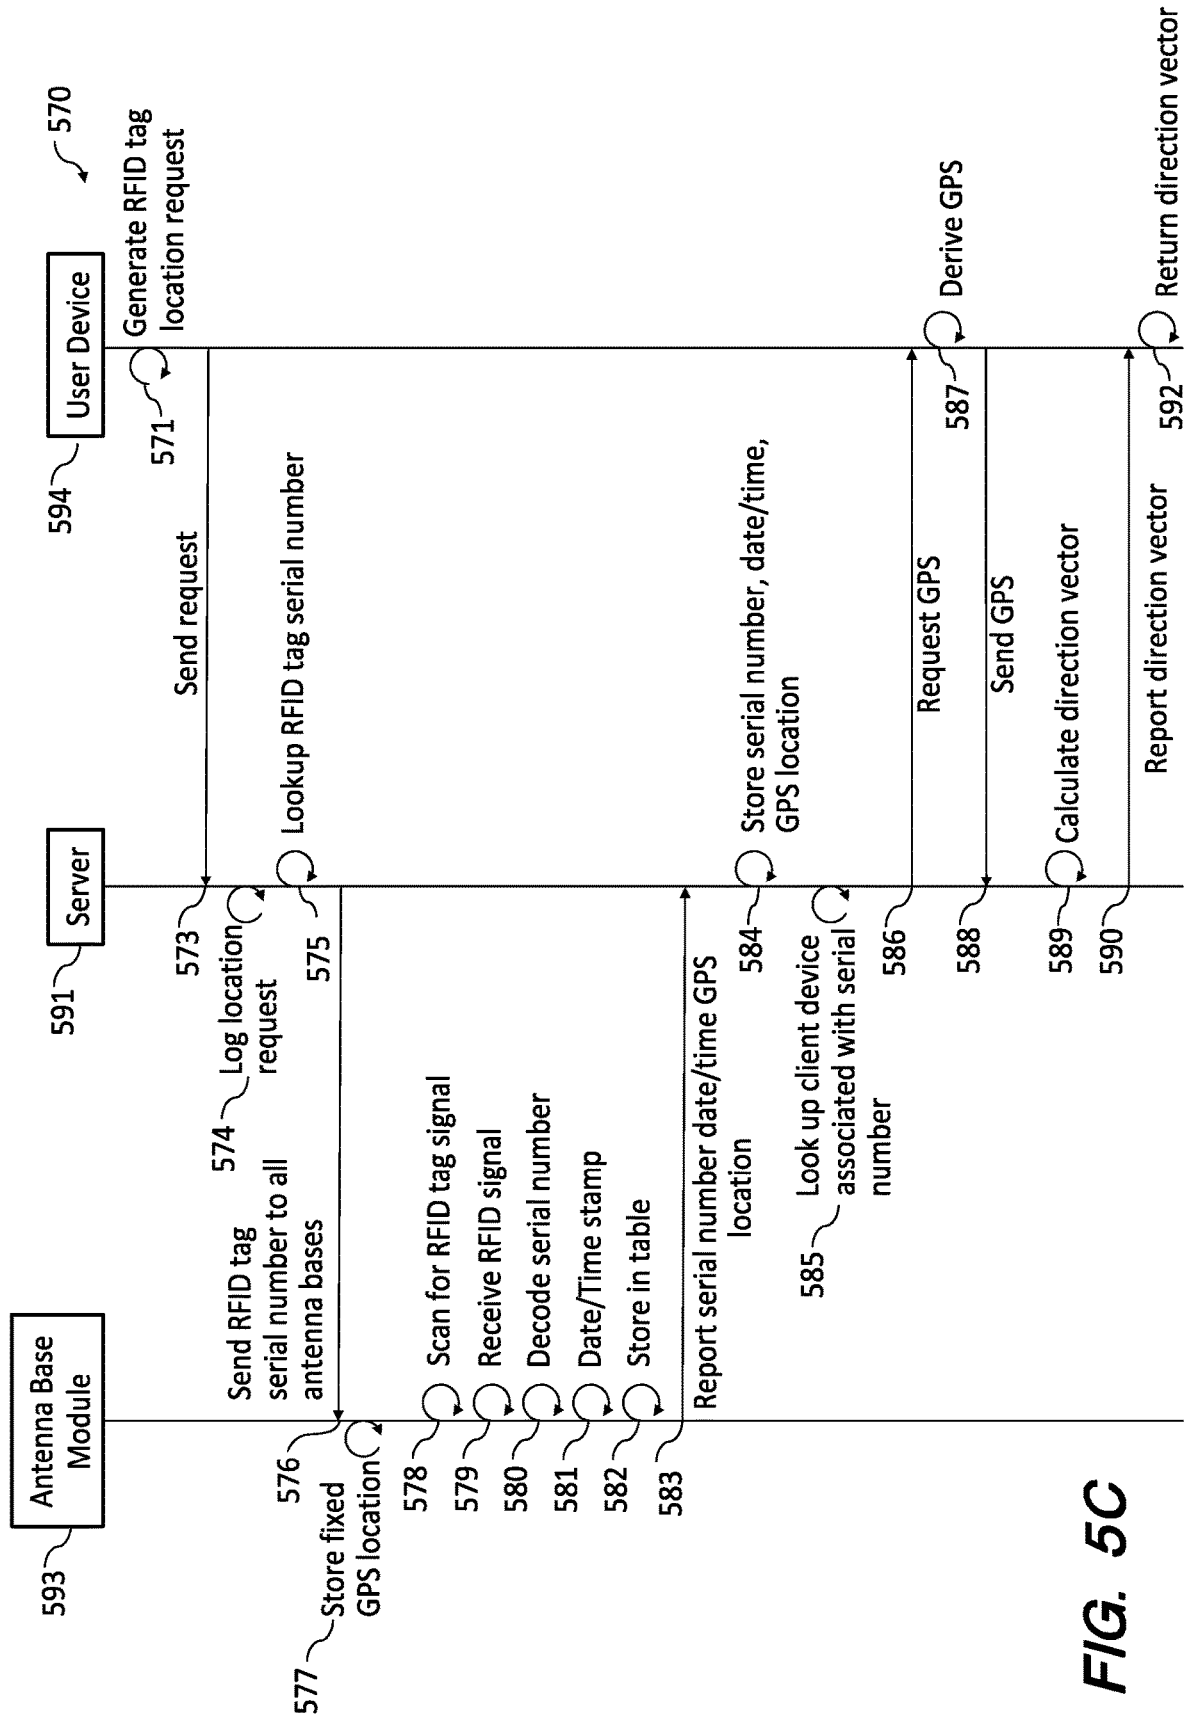 570
593
Antenna Base
Module
591
Server
594
User Device
571
Generate RFID tag
location request
573
Send request
574
Log location
request
575
Lookup RFID tag serial number
Send RFID tag
serial number to all
antenna bases
576
577
Store fixed
GPS location
578
Scan for RFID tag signal
579
Receive RFID signal
580
Decode serial number
581
Date/Time stamp
582
Store in table
583
Report serial number date/time GPS
location
584
Store serial number, date/time,
GPS location
585
Look up client device
associated with serial
number
586
Request GPS
587
Derive GPS
588
Send GPS
589
Calculate direction vector
590
Report direction vector
592
Return direction vector
FIG. 5C